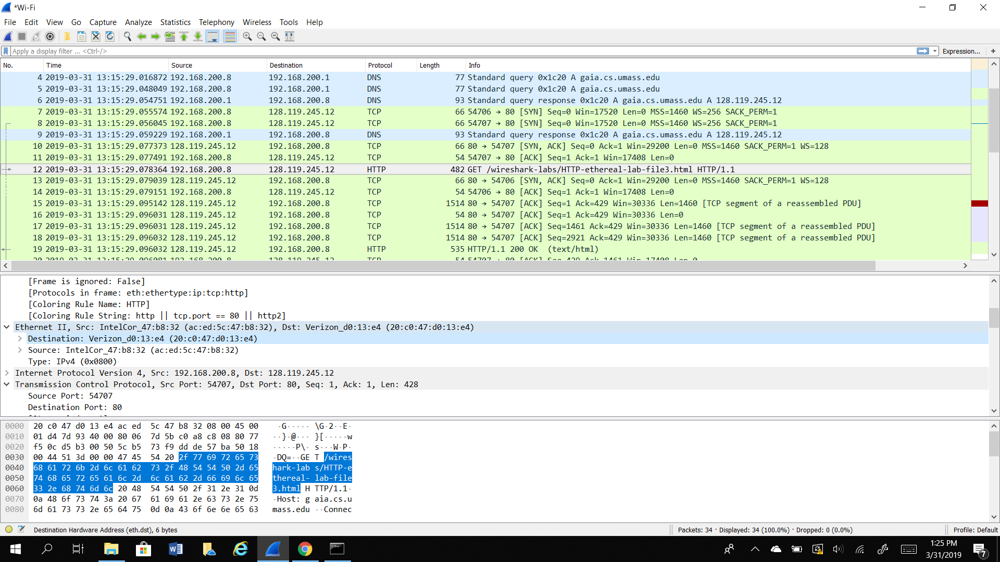 *Wi-Fi
File Edit View Go Capture Analyze Statistics Telephony Wireless Tools Help
Apply a display filter ... <Ctrl-/> Expression... +
No. Time Source Destination Protocol Length Info
4 2019-03-31 13:15:29.016872 192.168.200.8 192.168.200.1 DNS 77 Standard query 0x1c20 A gaia.cs.umass.edu
5 2019-03-31 13:15:29.048049 192.168.200.8 192.168.200.1 DNS 77 Standard query 0x1c20 A gaia.cs.umass.edu
6 2019-03-31 13:15:29.054751 192.168.200.1 192.168.200.8 DNS 93 Standard query response 0x1c20 A gaia.cs.umass.edu A 128.119.245.12
7 2019-03-31 13:15:29.055574 192.168.200.8 128.119.245.12 TCP 66 54706 → 80 [SYN] Seq=0 Win=17520 Len=0 MSS=1460 WS=256 SACK_PERM=1
8 2019-03-31 13:15:29.056045 192.168.200.8 128.119.245.12 TCP 66 54707 → 80 [SYN] Seq=0 Win=17520 Len=0 MSS=1460 WS=256 SACK_PERM=1
9 2019-03-31 13:15:29.059229 192.168.200.1 192.168.200.8 DNS 93 Standard query response 0x1c20 A gaia.cs.umass.edu A 128.119.245.12
10 2019-03-31 13:15:29.077373 128.119.245.12 192.168.200.8 TCP 66 80 → 54707 [SYN, ACK] Seq=0 Ack=1 Win=29200 Len=0 MSS=1460 SACK_PERM=1 WS=128
11 2019-03-31 13:15:29.077491 192.168.200.8 128.119.245.12 TCP 54 54707 → 80 [ACK] Seq=1 Ack=1 Win=17408 Len=0
12 2019-03-31 13:15:29.078364 192.168.200.8 128.119.245.12 HTTP 482 GET /wireshark-labs/HTTP-ethereal-lab-file3.html HTTP/1.1
13 2019-03-31 13:15:29.079039 128.119.245.12 192.168.200.8 TCP 66 80 → 54706 [SYN, ACK] Seq=0 Ack=1 Win=29200 Len=0 MSS=1460 SACK_PERM=1 WS=128
14 2019-03-31 13:15:29.079151 192.168.200.8 128.119.245.12 TCP 54 54706 → 80 [ACK] Seq=1 Ack=1 Win=17408 Len=0
15 2019-03-31 13:15:29.095142 128.119.245.12 192.168.200.8 TCP 1514 80 → 54707 [ACK] Seq=1 Ack=429 Win=30336 Len=1460 [TCP segment of a reassembled PDU]
16 2019-03-31 13:15:29.096031 128.119.245.12 192.168.200.8 TCP 54 80 → 54707 [ACK] Seq=1 Ack=429 Win=30336 Len=0
17 2019-03-31 13:15:29.096031 128.119.245.12 192.168.200.8 TCP 1514 80 → 54707 [ACK] Seq=1461 Ack=429 Win=30336 Len=1460 [TCP segment of a reassembled PDU]
18 2019-03-31 13:15:29.096032 128.119.245.12 192.168.200.8 TCP 1514 80 → 54707 [ACK] Seq=2921 Ack=429 Win=30336 Len=1460 [TCP segment of a reassembled PDU]
19 2019-03-31 13:15:29.096032 128.119.245.12 192.168.200.8 HTTP 535 HTTP/1.1 200 OK (text/html)
20 2019-03-31 13:15:29.096081 192.168.200.8 128.119.245.12 TCP 54 54707 → 80 [ACK] Seq=429 Ack=1461 Win=17408 Len=0
[Frame is ignored: False]
[Protocols in frame: eth:ethertype:ip:tcp:http]
[Coloring Rule Name: HTTP]
[Coloring Rule String: http || tcp.port == 80 || http2]
Ethernet II, Src: IntelCor_47:b8:32 (ac:ed:5c:47:b8:32), Dst: Verizon_d0:13:e4 (20:c0:47:d0:13:e4)
Destination: Verizon_d0:13:e4 (20:c0:47:d0:13:e4)
Source: IntelCor_47:b8:32 (ac:ed:5c:47:b8:32)
Type: IPv4 (0x0800)
Internet Protocol Version 4, Src: 192.168.200.8, Dst: 128.119.245.12
Transmission Control Protocol, Src Port: 54707, Dst Port: 80, Seq: 1, Ack: 1, Len: 428
Source Port: 54707
Destination Port: 80
0000 20 c0 47 d0 13 e4 ac ed 5c 47 b8 32 08 00 45 00 ·G····· \G·2··E·
0010 01 d4 7d 93 40 00 80 06 7d 5b c0 a8 c8 08 80 77 ··}·@··· }[·····w
0020 f5 0c d5 b3 00 50 5c b5 73 f9 dd de 57 ba 50 18 ·····P\· s···W·P·
0030 00 44 51 3d 00 00 47 45 54 20 2f 77 69 72 65 73 ·DQ=··GE T /wires
0040 68 61 72 6b 2d 6c 61 62 73 2f 48 54 54 50 2d 65 hark-lab s/HTTP-e
0050 74 68 65 72 65 61 6c 2d 6c 61 62 2d 66 69 6c 65 thereal- lab-file
0060 33 2e 68 74 6d 6c 20 48 54 54 50 2f 31 2e 31 0d 3.html H TTP/1.1·
0070 0a 48 6f 73 74 3a 20 67 61 69 61 2e 63 73 2e 75 ·Host: g aia.cs.u
0080 6d 61 73 73 2e 65 64 75 0d 0a 43 6f 6e 6e 65 63 mass.edu ··Connec
Destination Hardware Address (eth.dst), 6 bytes Packets: 34 · Displayed: 34 (100.0%) · Dropped: 0 (0.0%) Profile: Default
1:25 PM
3/31/2019
7